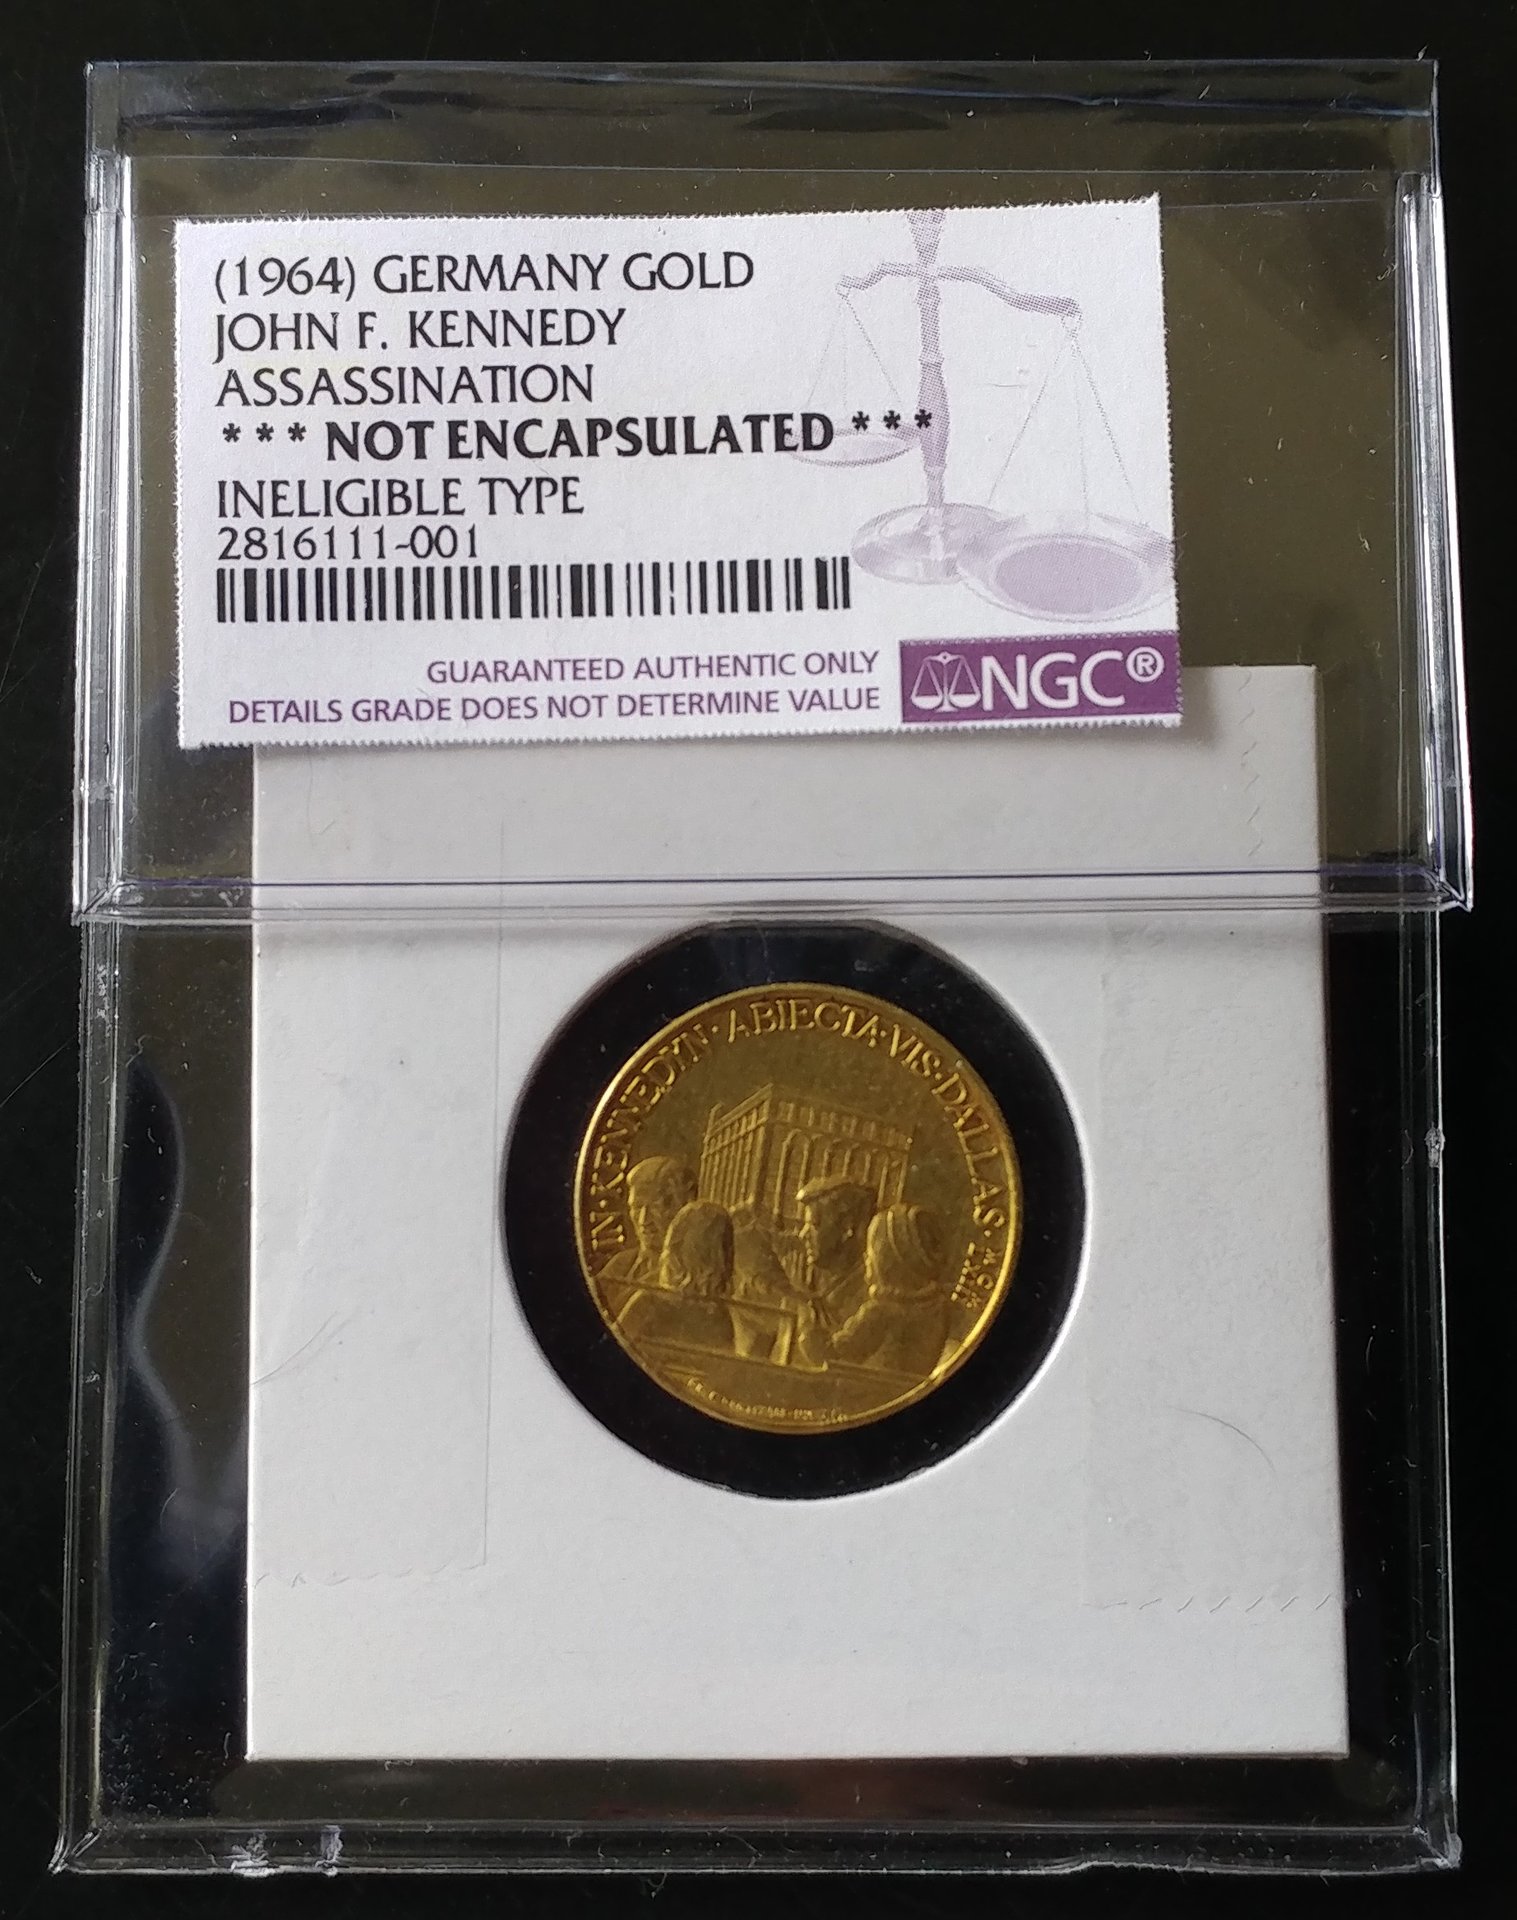 (1964) GERMANY GOLD
JOHN F. KENNEDY
ASSASSINATION
*** NOT ENCAPSULATED ***
INELIGIBLE TYPE
2816111-001
GUARANTEED AUTHENTIC ONLY
DETAILS GRADE DOES NOT DETERMINE VALUE
NGC®
IN·KENNEDYN·ABIECTA·VIS·DALLAS·